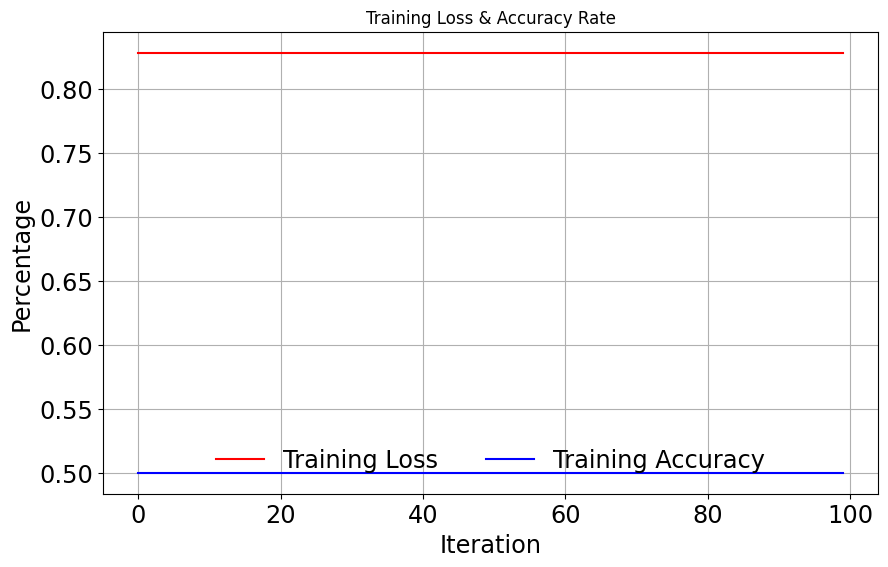 Training Loss & Accuracy Rate
Percentage
0.80
0.75
0.70
0.65
0.60
0.55
0.50
Training Loss Training Accuracy
0 20 40 60 80 100
Iteration